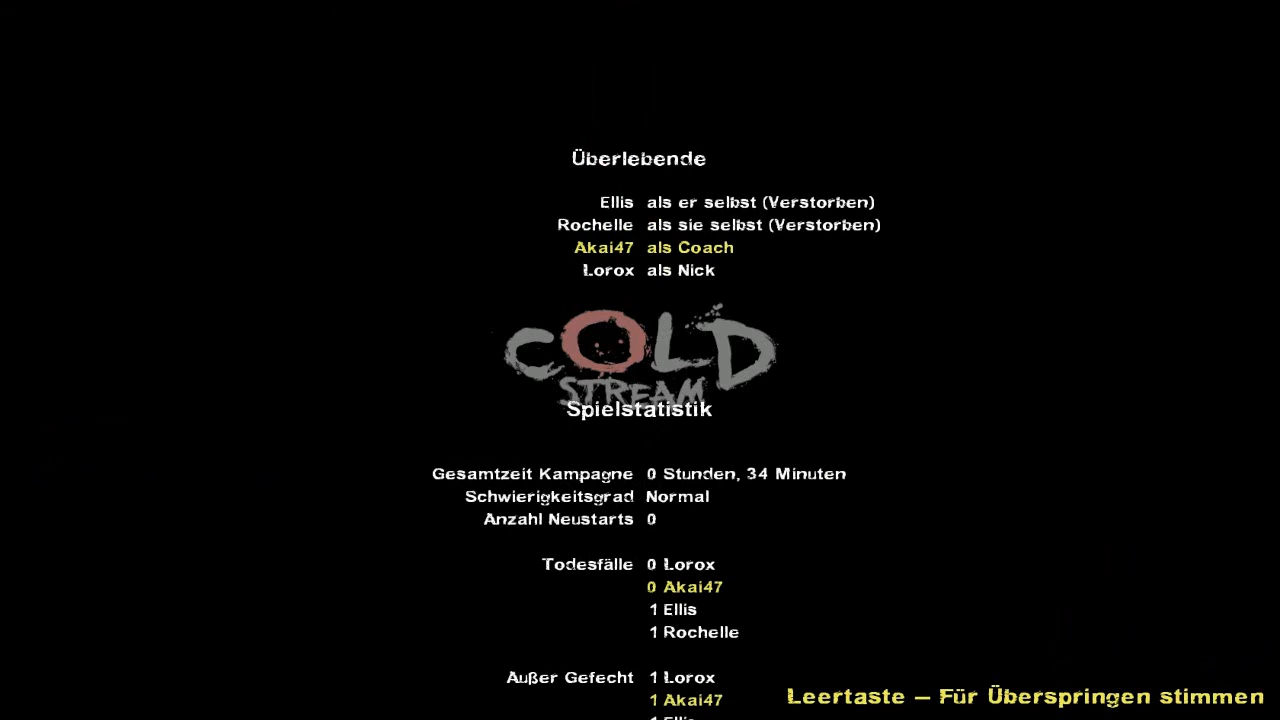 Überlebende
Ellis als er selbst (Verstorben)
Rochelle als sie selbst (Verstorben)
Akai47 als Coach
Lorox als Nick
COLD
STREAM
Spielstatistik
Gesamtzeit Kampagne 0 Stunden, 34 Minuten
Schwierigkeitsgrad Normal
Anzahl Neustarts 0
Todesfälle 0 Lorox
0 Akai47
1 Ellis
1 Rochelle
Außer Gefecht 1 Lorox
1 Akai47
Leertaste – Für Überspringen stimmen
1 Ellis